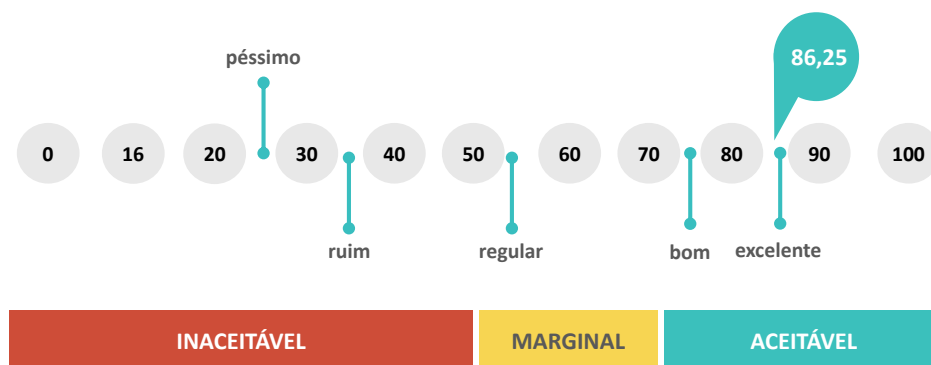 86,25
péssimo
0 16 20 30 40 50 60 70 80 90 100
ruim regular bom excelente
INACEITÁVEL MARGINAL ACEITÁVEL